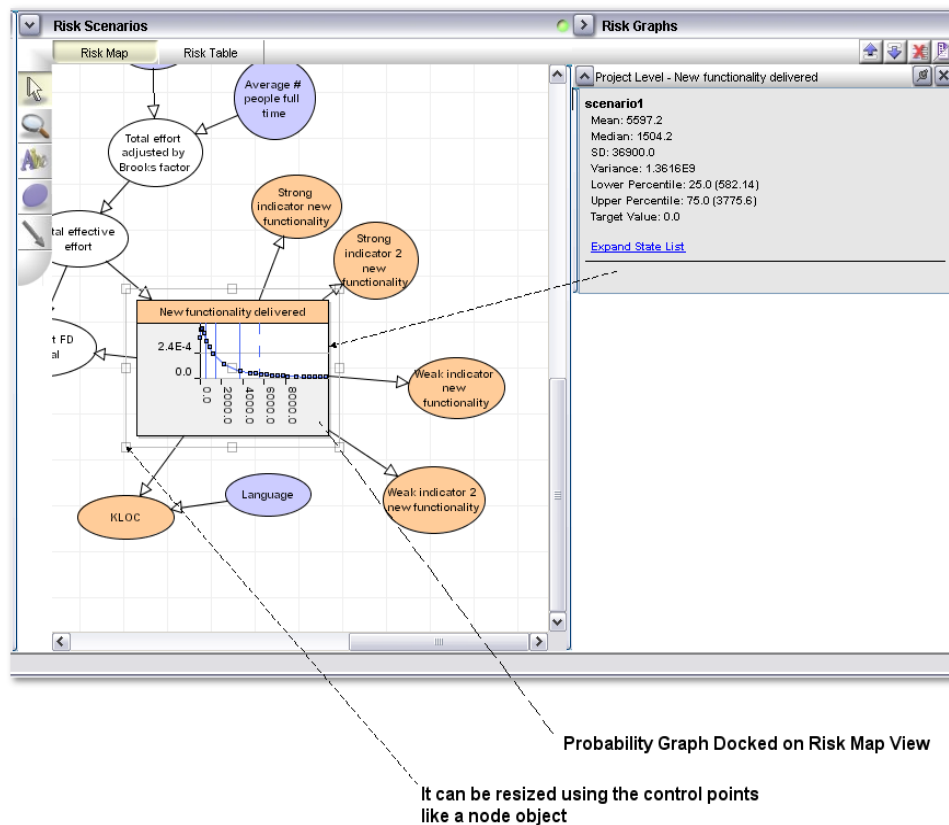 Risk Scenarios
Risk Graphs
Risk Map
Risk Table
Project Level - New functionality delivered
scenario1
Mean: 5597.2
Median: 1504.2
SD: 36900.0
Variance: 1.3616E9
Lower Percentile: 25.0 (582.14)
Upper Percentile: 75.0 (3775.6)
Target Value: 0.0
Expand State List
Abc
Average #
people full
time
Total effort
adjusted by
Brooks factor
Strong
indicator new
functionality
tal effective
effort
Strong
indicator 2
new
functionality
New functionality delivered
2.4E-4
0.0
0.0
2000.0
4000.0
6000.0
8000.0
t FD
al
Weak indicator
new
functionality
Language
Weak indicator 2
new functionality
KLOC
Probability Graph Docked on Risk Map View
It can be resized using the control points
like a node object